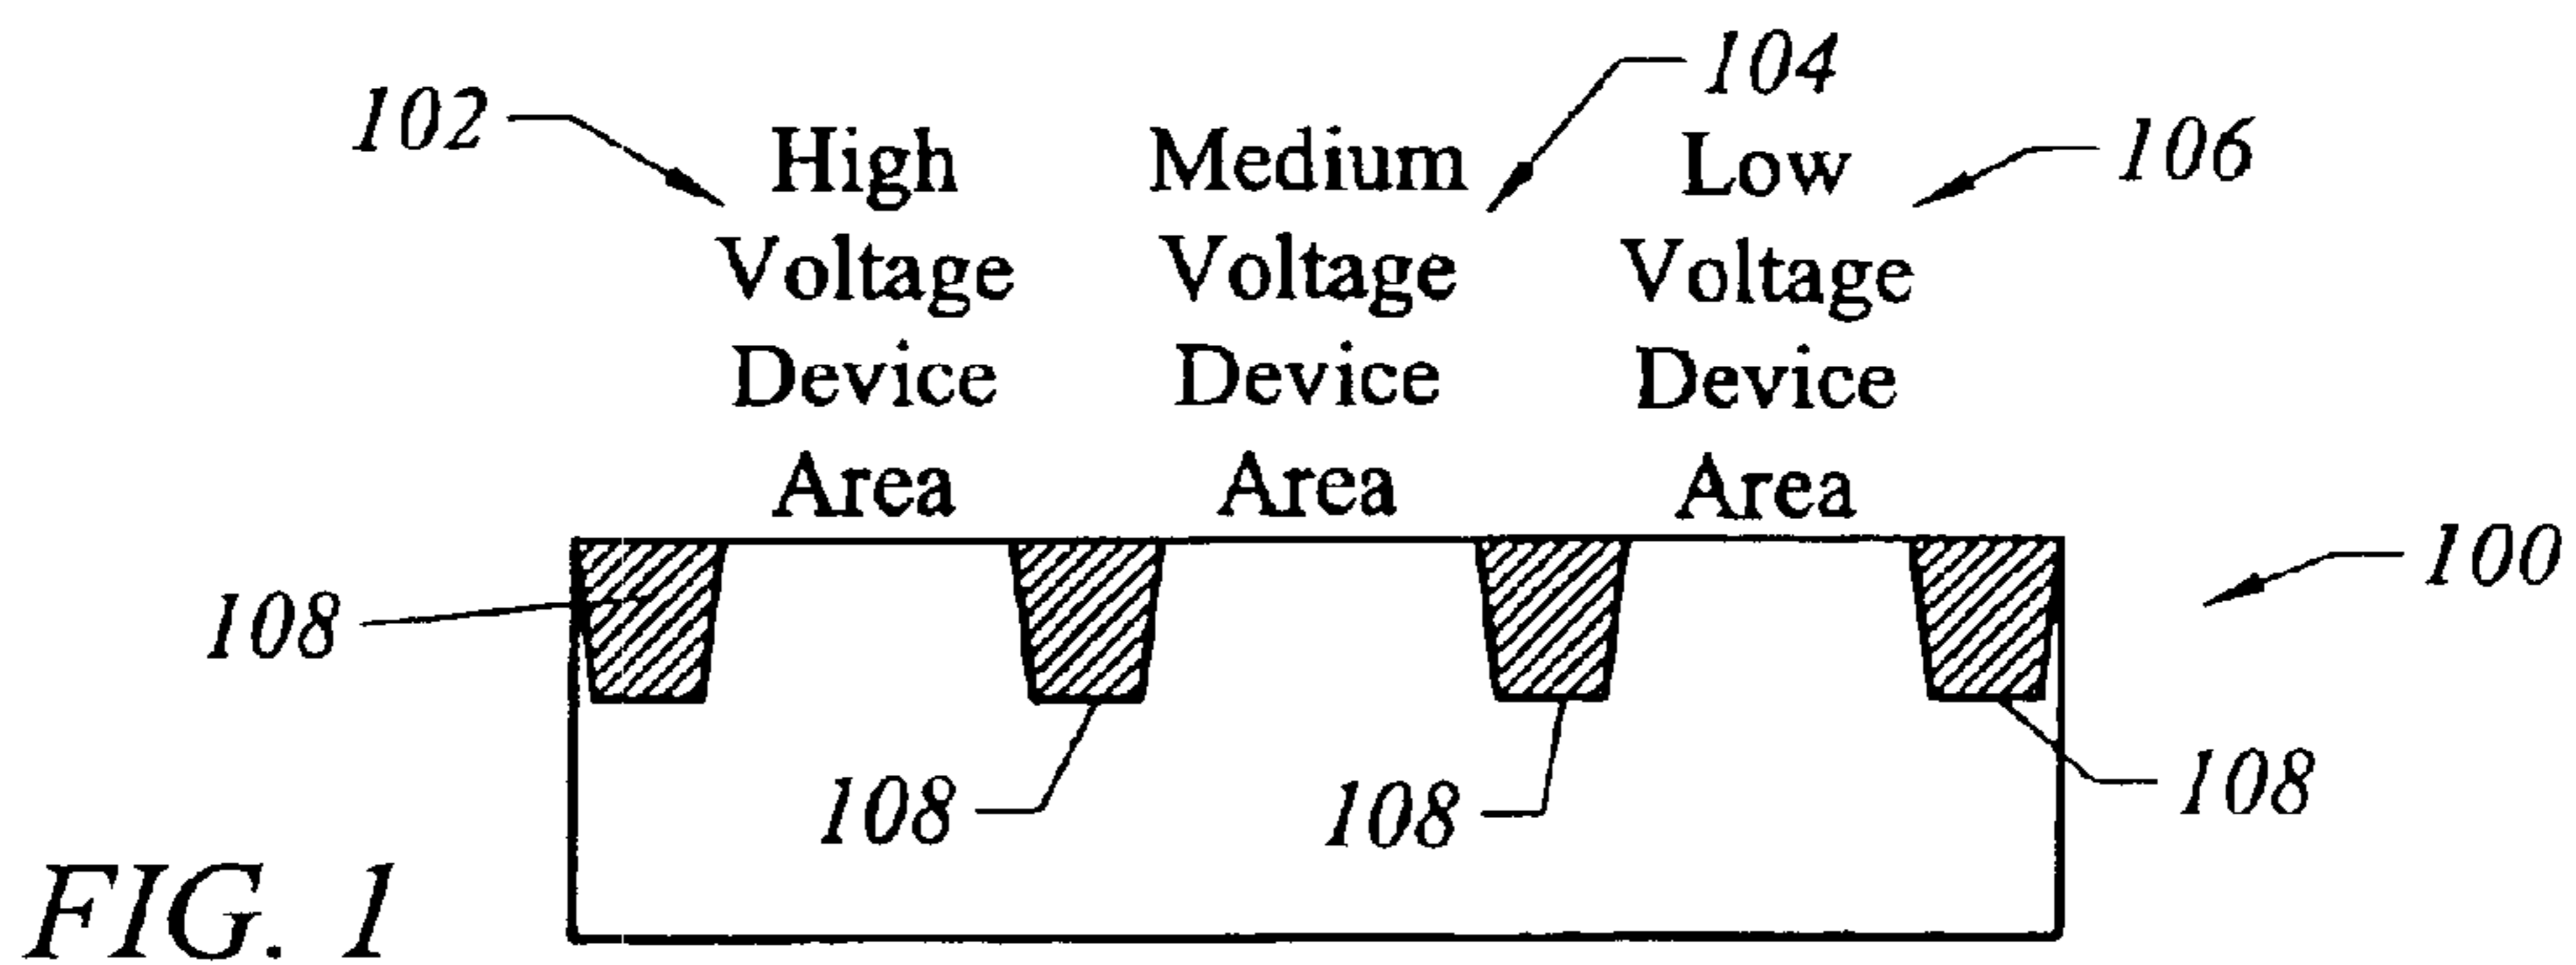 104
102
High
Voltage
Device
Area
Medium
Voltage
Device
Area
Low
Voltage
Device
Area
106
100
108
108
108
108
FIG. 1